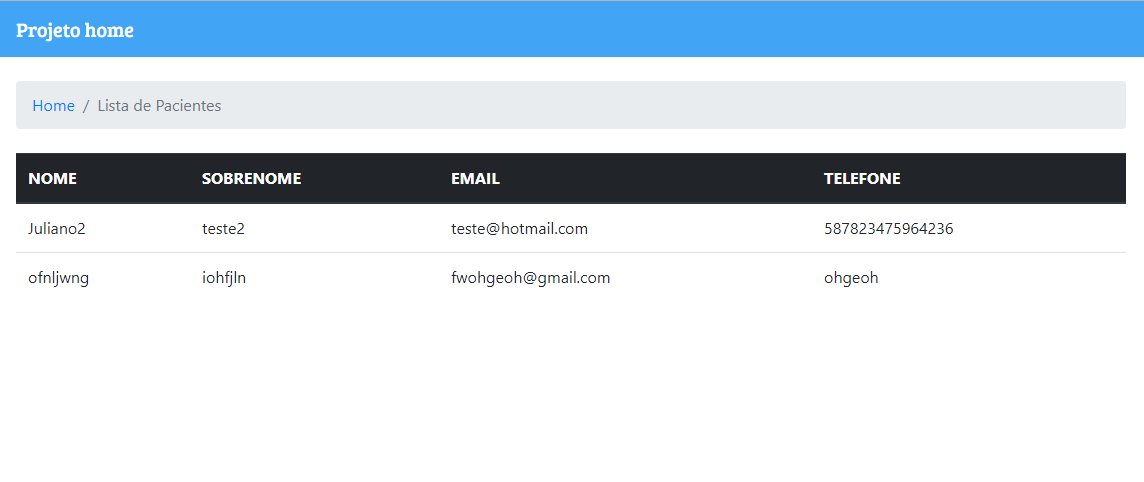 Projeto home
Home / Lista de Pacientes
NOME SOBRENOME EMAIL TELEFONE
Juliano2 teste2 teste@hotmail.com 587823475964236
ofnljwng iohfjln fwohgeoh@gmail.com ohgeoh